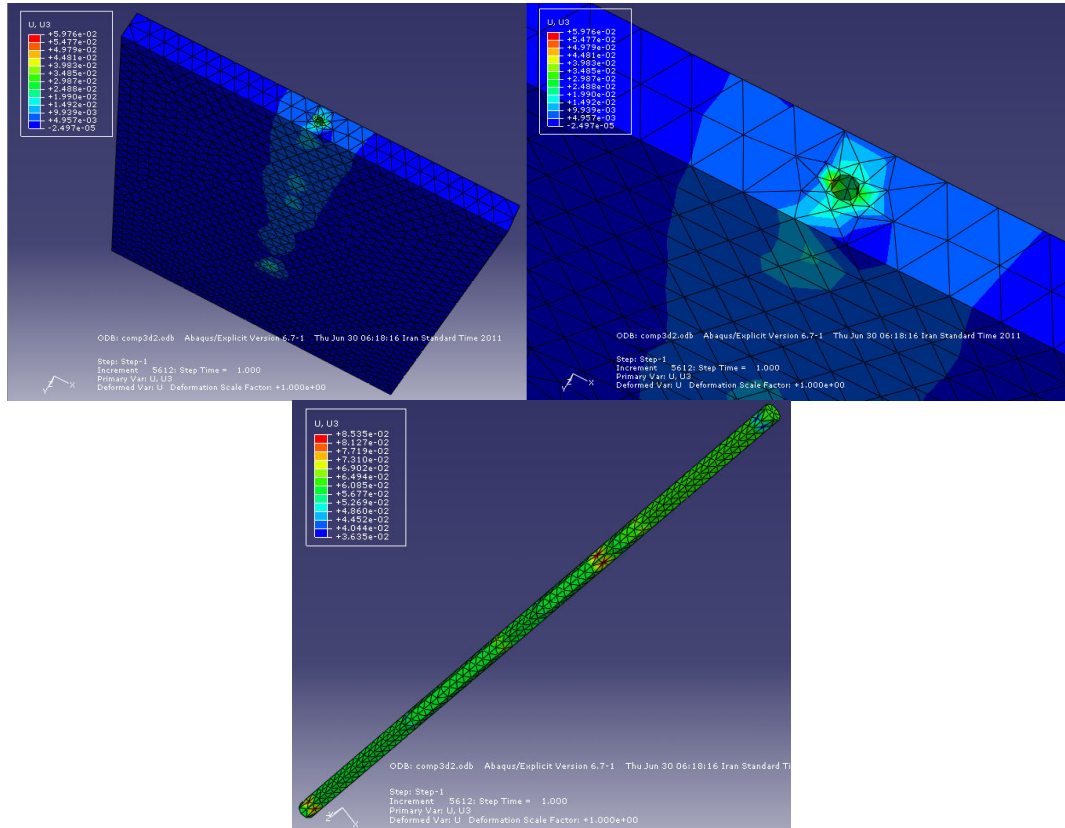 U, U3
+5.976e-02
+5.477e-02
+4.979e-02
+4.481e-02
+3.983e-02
+3.485e-02
+2.987e-02
+2.488e-02
+1.990e-02
+1.492e-02
+9.939e-03
+4.957e-03
-2.497e-05
ODB: comp3d2.odb Abaqus/Explicit Version 6.7-1 Thu Jun 30 06:18:16 Iran Standard Time 2011
Step: Step-1
Increment 5612: Step Time = 1.000
Primary Var: U, U3
Deformed Var: U Deformation Scale Factor: +1.000e+00
Y
Z
X
U, U3
+5.976e-02
+5.477e-02
+4.979e-02
+4.481e-02
+3.983e-02
+3.485e-02
+2.987e-02
+2.488e-02
+1.990e-02
+1.492e-02
+9.939e-03
+4.957e-03
-2.497e-05
ODB: comp3d2.odb Abaqus/Explicit Version 6.7-1 Thu Jun 30 06:18:16 Iran Standard Time 2011
Step: Step-1
Increment 5612: Step Time = 1.000
Primary Var: U, U3
Deformed Var: U Deformation Scale Factor: +1.000e+00
Z
Y
X
U, U3
+8.535e-02
+8.127e-02
+7.719e-02
+7.310e-02
+6.902e-02
+6.494e-02
+6.085e-02
+5.677e-02
+5.269e-02
+4.860e-02
+4.452e-02
+4.044e-02
+3.635e-02
ODB: comp3d2.odb Abaqus/Explicit Version 6.7-1 Thu Jun 30 06:18:16 Iran Standard Ti
Step: Step-1
Increment 5612: Step Time = 1.000
Primary Var: U, U3
Deformed Var: U Deformation Scale Factor: +1.000e+00
Z
X